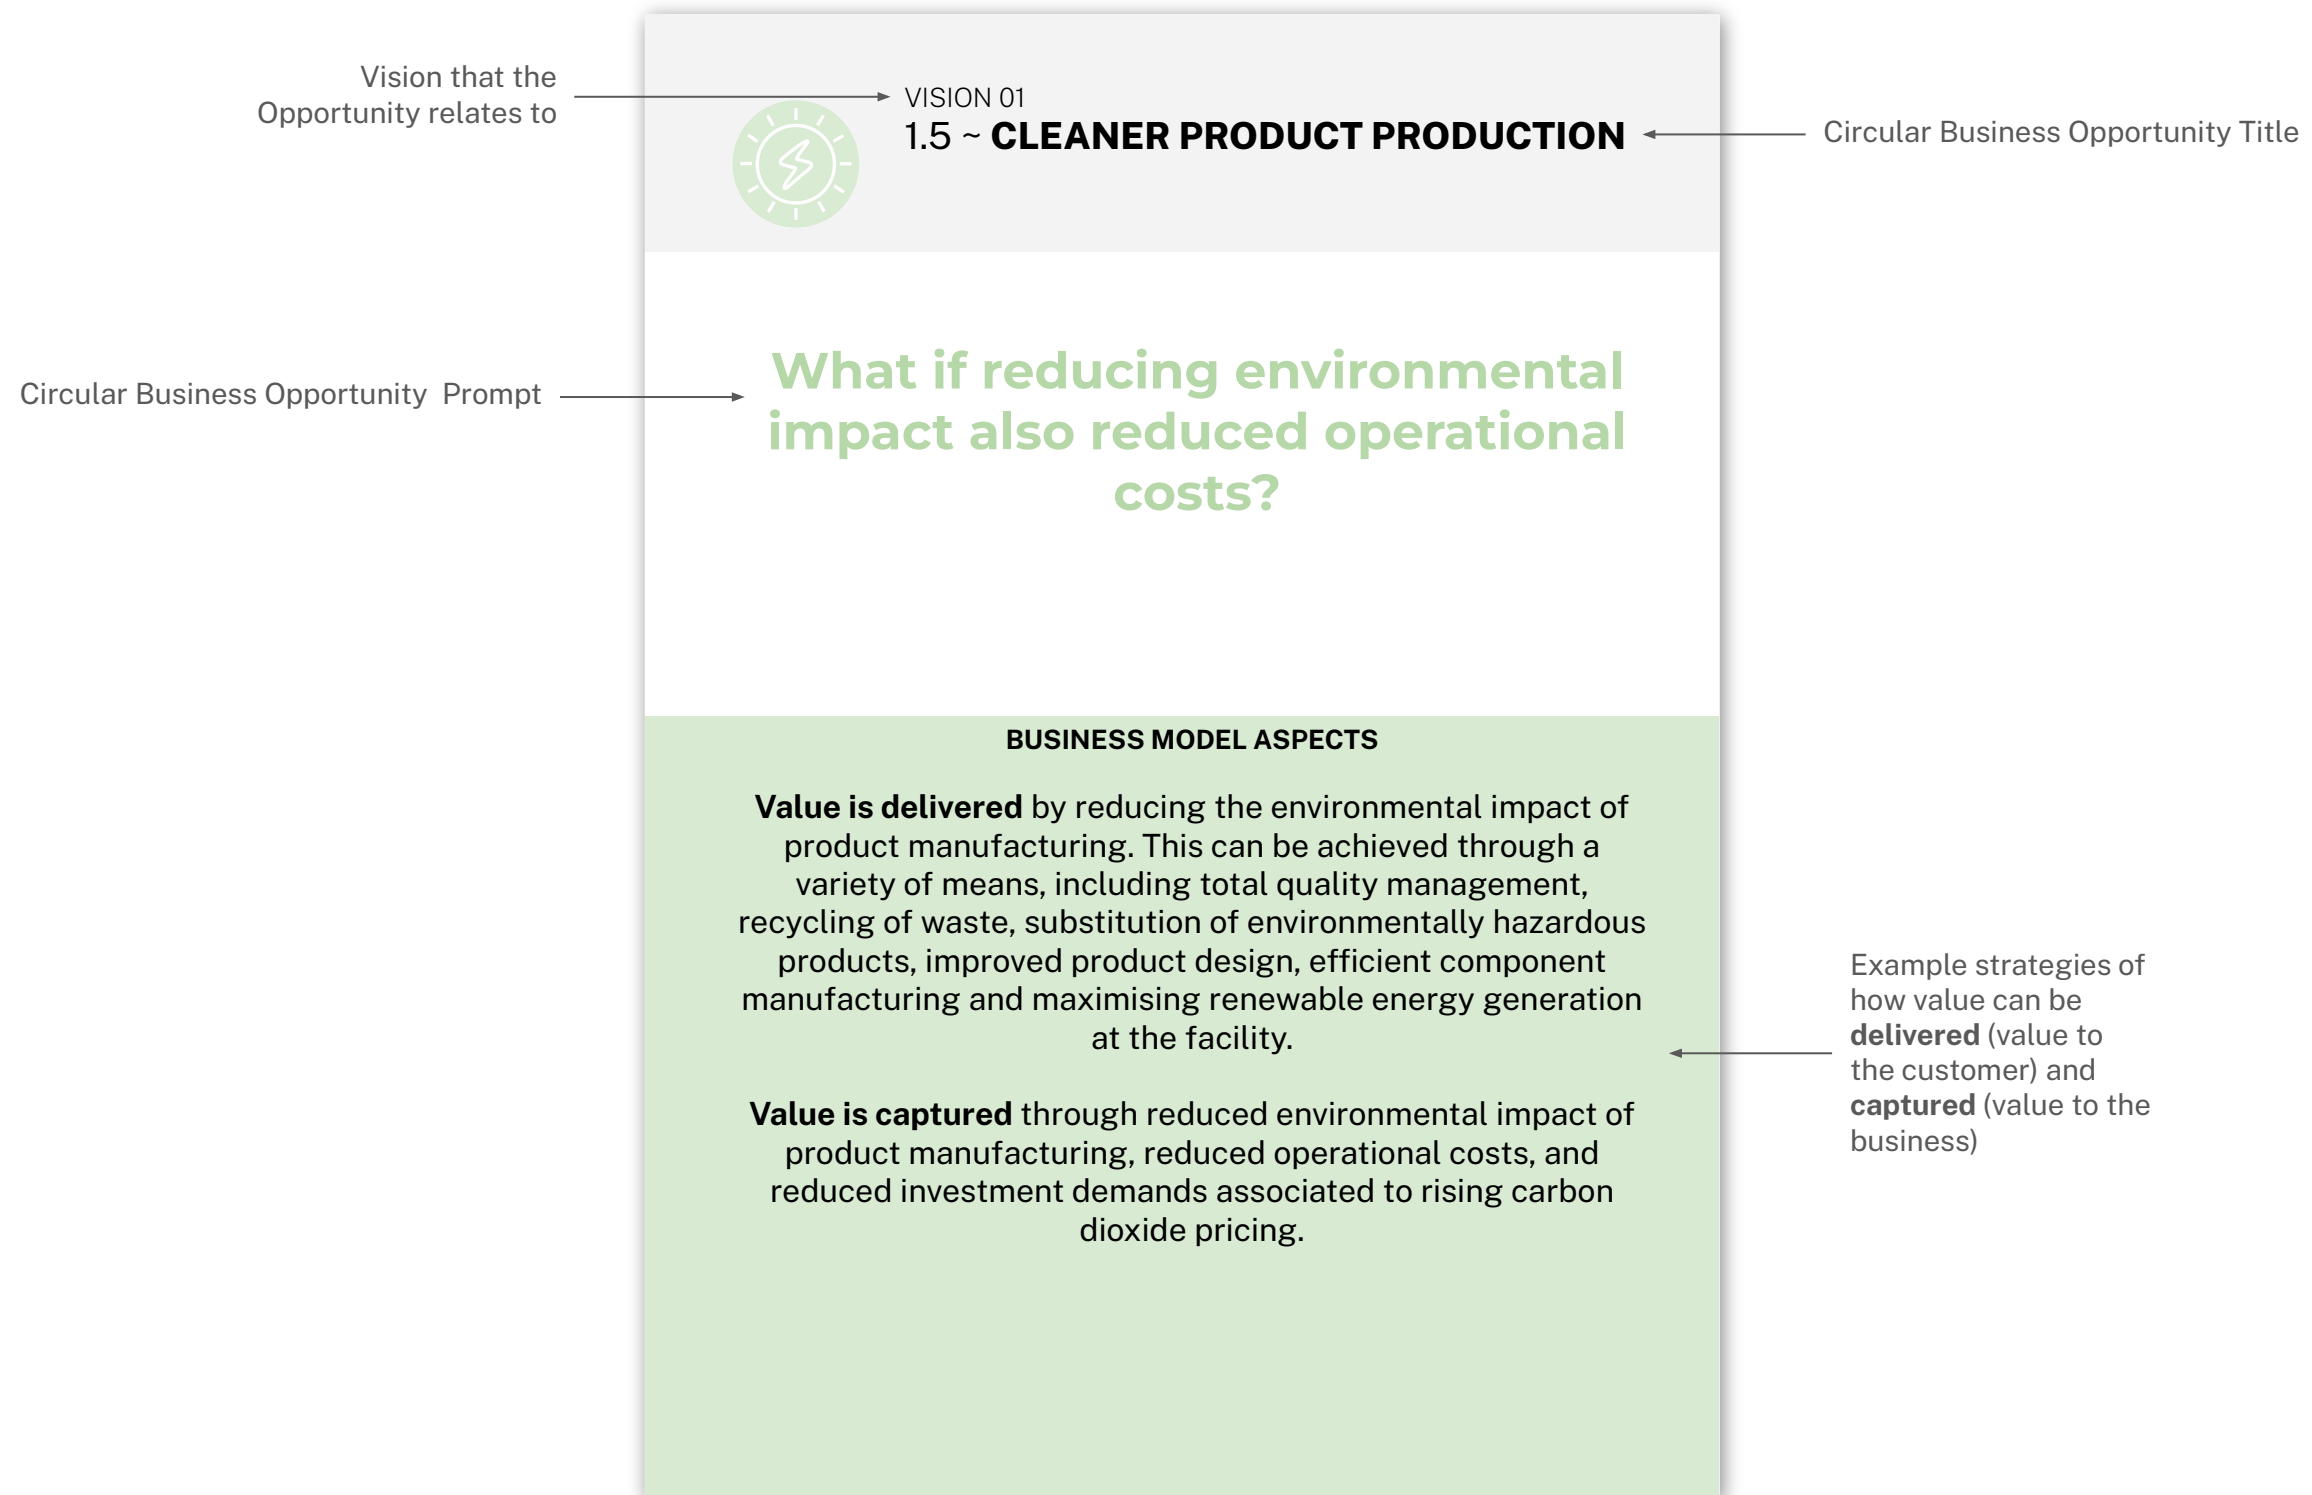 Vision that the
Opportunity relates to
VISION 01
1.5 ~ CLEANER PRODUCT PRODUCTION
Circular Business Opportunity Title
Circular Business Opportunity  Prompt
What if reducing environmental
impact also reduced operational
costs?
BUSINESS MODEL ASPECTS
Value is delivered by reducing the environmental impact of
product manufacturing. This can be achieved through a
variety of means, including total quality management,
recycling of waste, substitution of environmentally hazardous
products, improved product design, efficient component
manufacturing and maximising renewable energy generation
at the facility.
Value is captured through reduced environmental impact of
product manufacturing, reduced operational costs, and
reduced investment demands associated to rising carbon
dioxide pricing.
Example strategies of
how value can be
delivered (value to
the customer) and
captured (value to the
business)